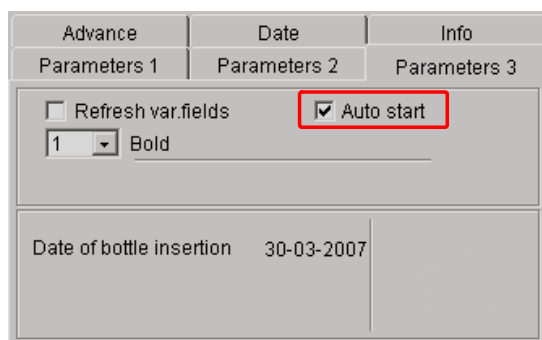 Advance Date Info
Parameters 1 Parameters 2 Parameters 3
Refresh var.fields Auto start
1 Bold
Date of bottle insertion 30-03-2007